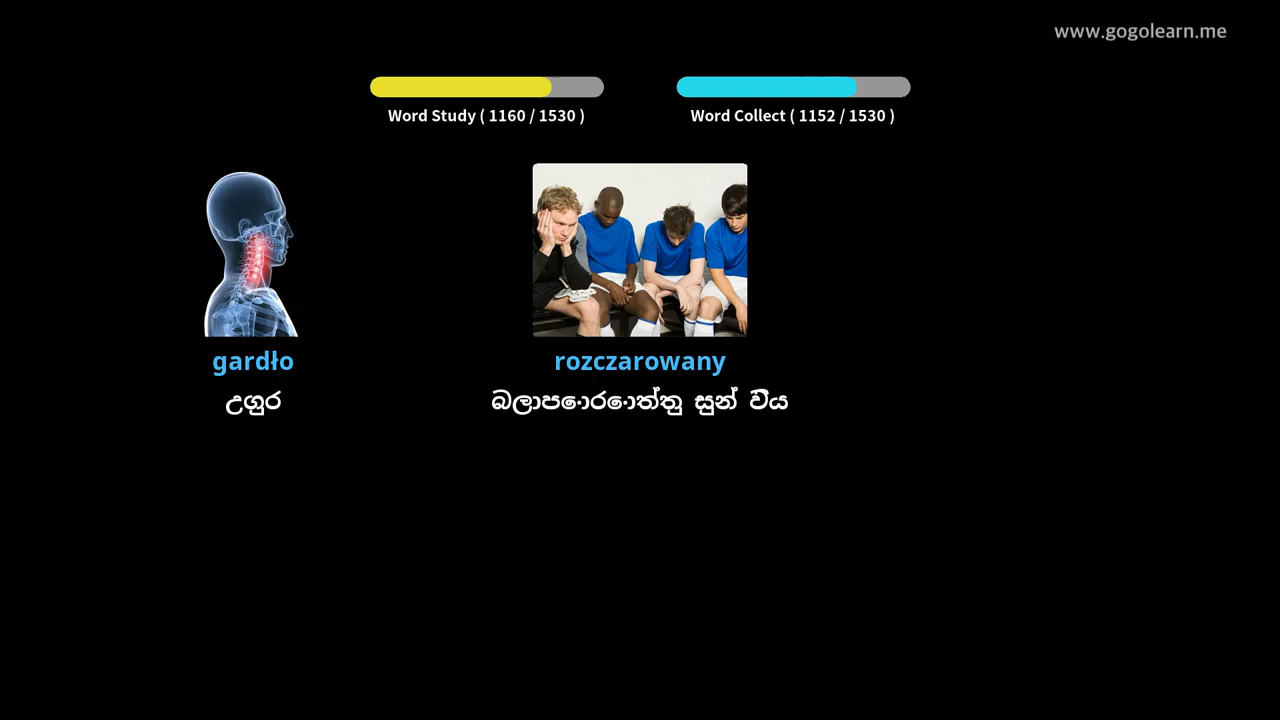 www.gogolearn.me
Word Study ( 1160 / 1530 )
Word Collect ( 1152 / 1530 )
gardło
උගුර
rozczarowany
බලාපොරොත්තු සුන් විය